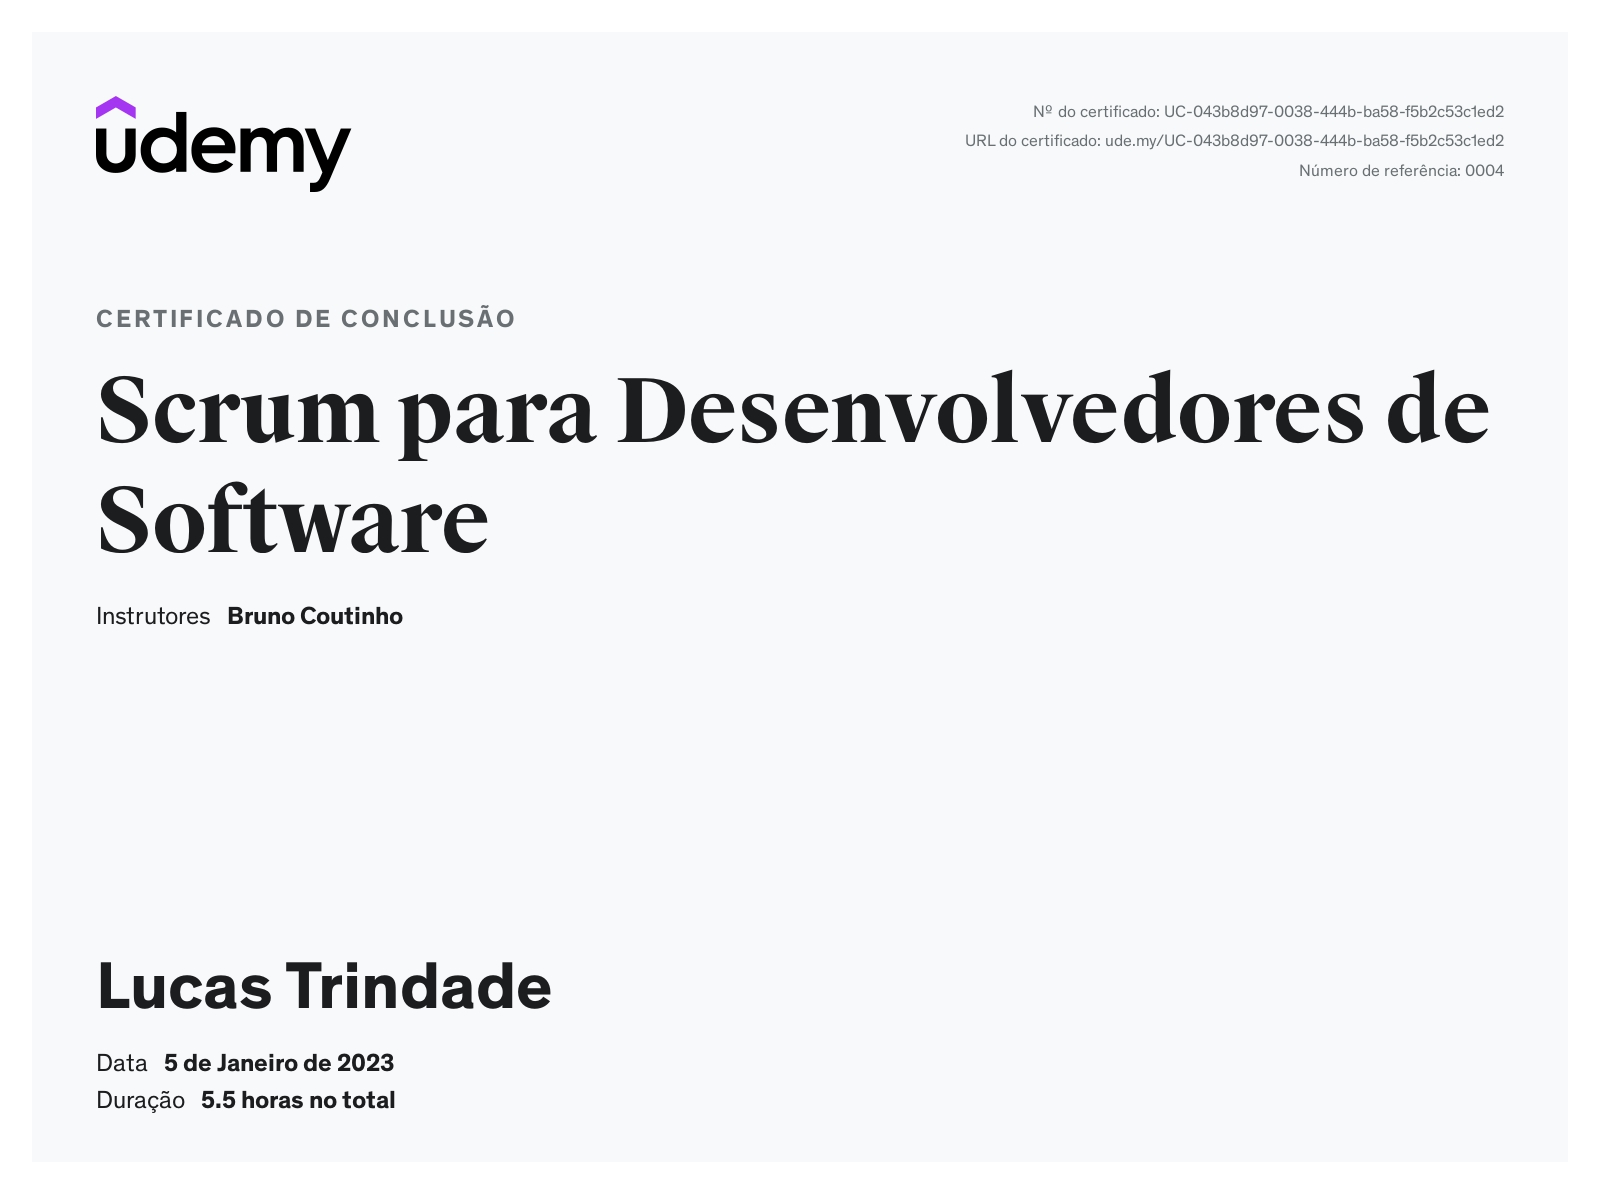 udemy
Nº do certificado: UC-043b8d97-0038-444b-ba58-f5b2c53c1ed2
URL do certificado: ude.my/UC-043b8d97-0038-444b-ba58-f5b2c53c1ed2
Número de referência: 0004
CERTIFICADO DE CONCLUSÃO
Scrum para Desenvolvedores de
Software
Instrutores Bruno Coutinho
Lucas Trindade
Data 5 de Janeiro de 2023
Duração 5.5 horas no total